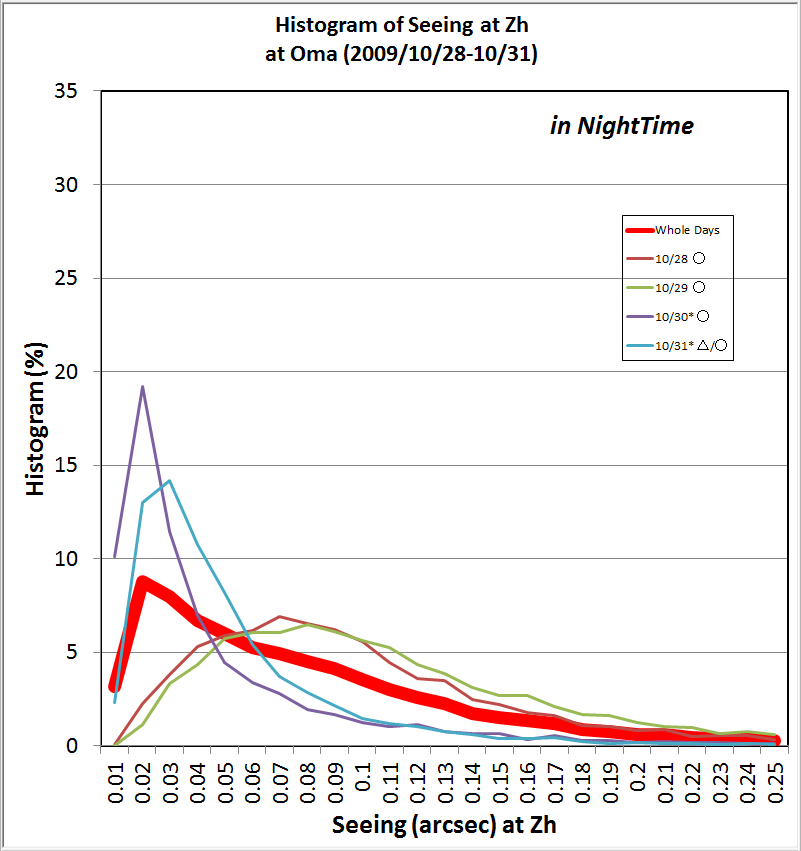 Histogram of Seeing at Zh
at Oma (2009/10/28-10/31)
in NightTime
Whole Days
10/28 ○
10/29 ○
10/30* ○
10/31* △/○
Histogram (%)
35
30
25
20
15
10
5
0
0.01 0.02 0.03 0.04 0.05 0.06 0.07 0.08 0.09 0.1 0.11 0.12 0.13 0.14 0.15 0.16 0.17 0.18 0.19 0.2 0.21 0.22 0.23 0.24 0.25
Seeing (arcsec) at Zh